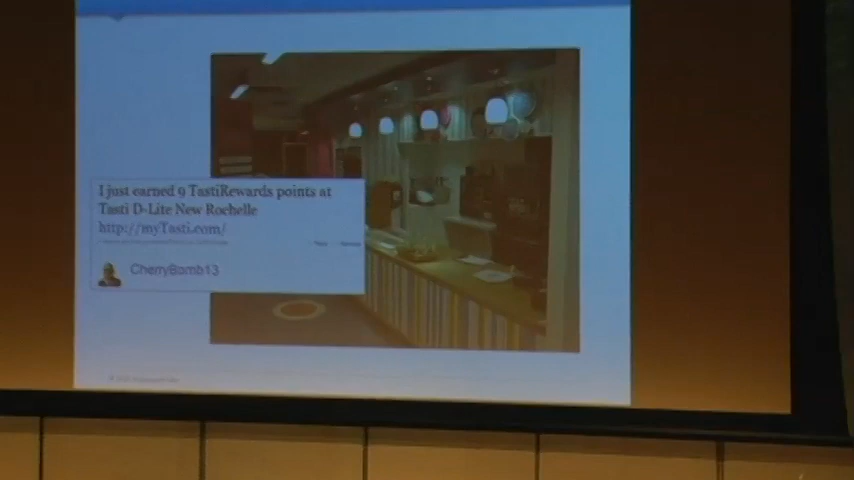 I just earned 9 TastiRewards points at
Tasti D-Lite New Rochelle
http://myTasti.com/
CherryBomb13